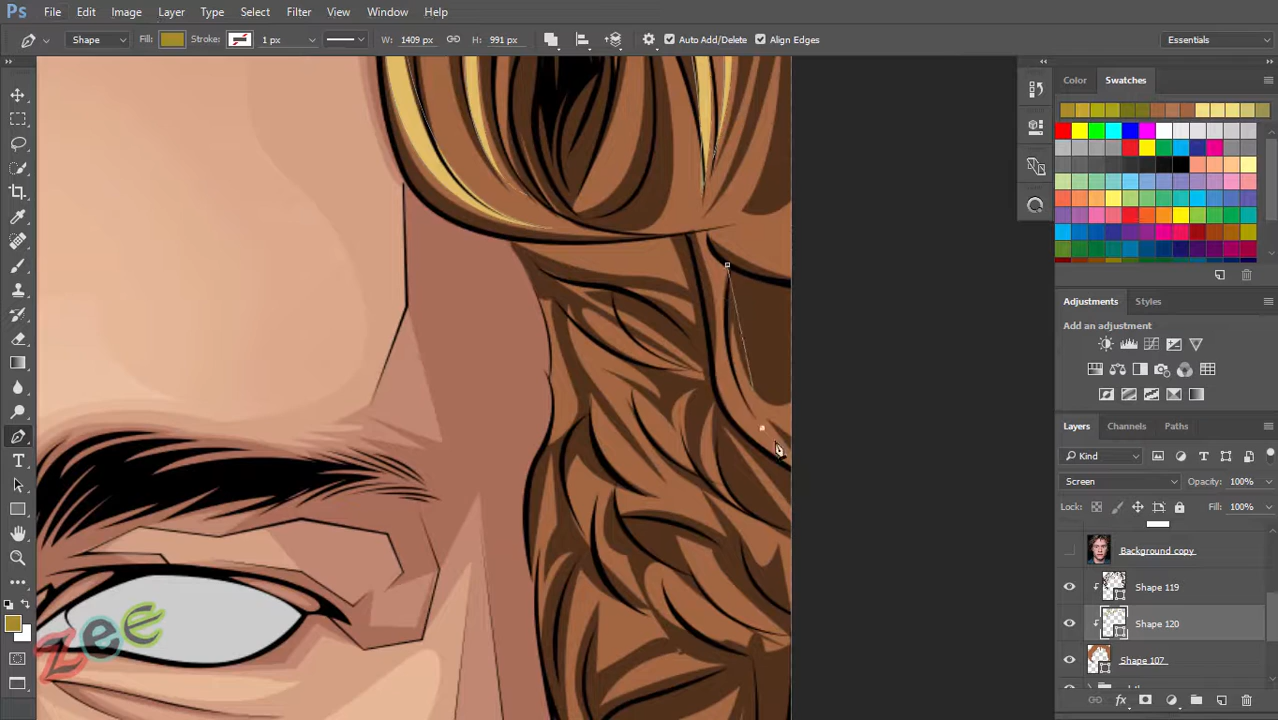 Ps File Edit Image Layer Type Select Filter View Window Help
Shape Fill: Stroke: 1 px W: 1409 px H: 991 px Auto Add/Delete Align Edges Essentials
Color Swatches
Adjustments Styles
Add an adjustment
Layers Channels Paths
Kind
Screen Opacity: 100%
Lock: Fill: 100%
Background copy
Shape 119
Shape 120
Shape 107
zee